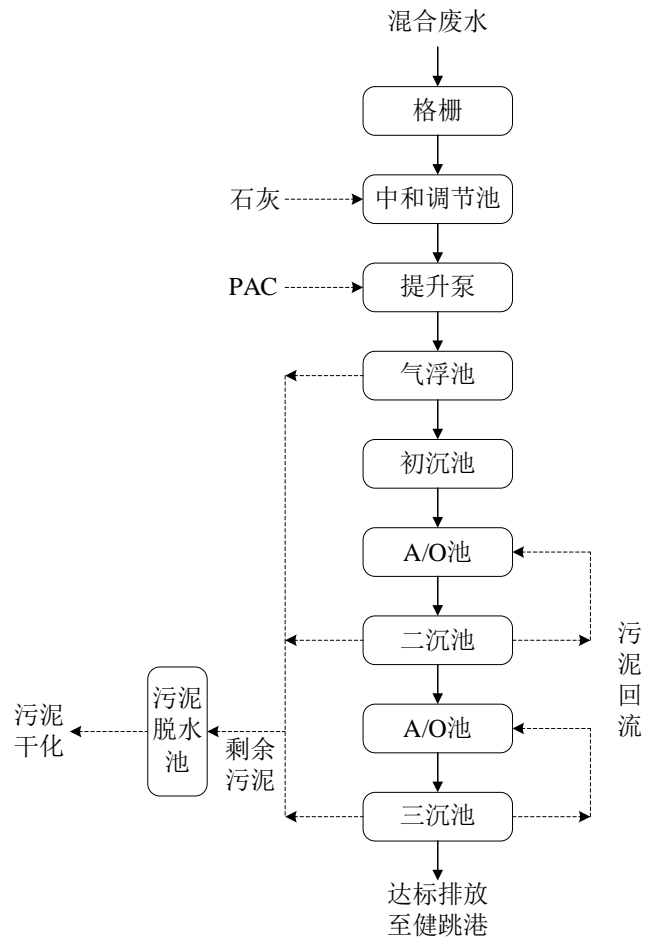 混合废水
格栅
石灰
中和调节池
PAC
提升泵
气浮池
初沉池
A/O池
二沉池
污泥回流
污泥
干化
污泥
脱水
池
剩余
污泥
A/O池
三沉池
达标排放
至健跳港